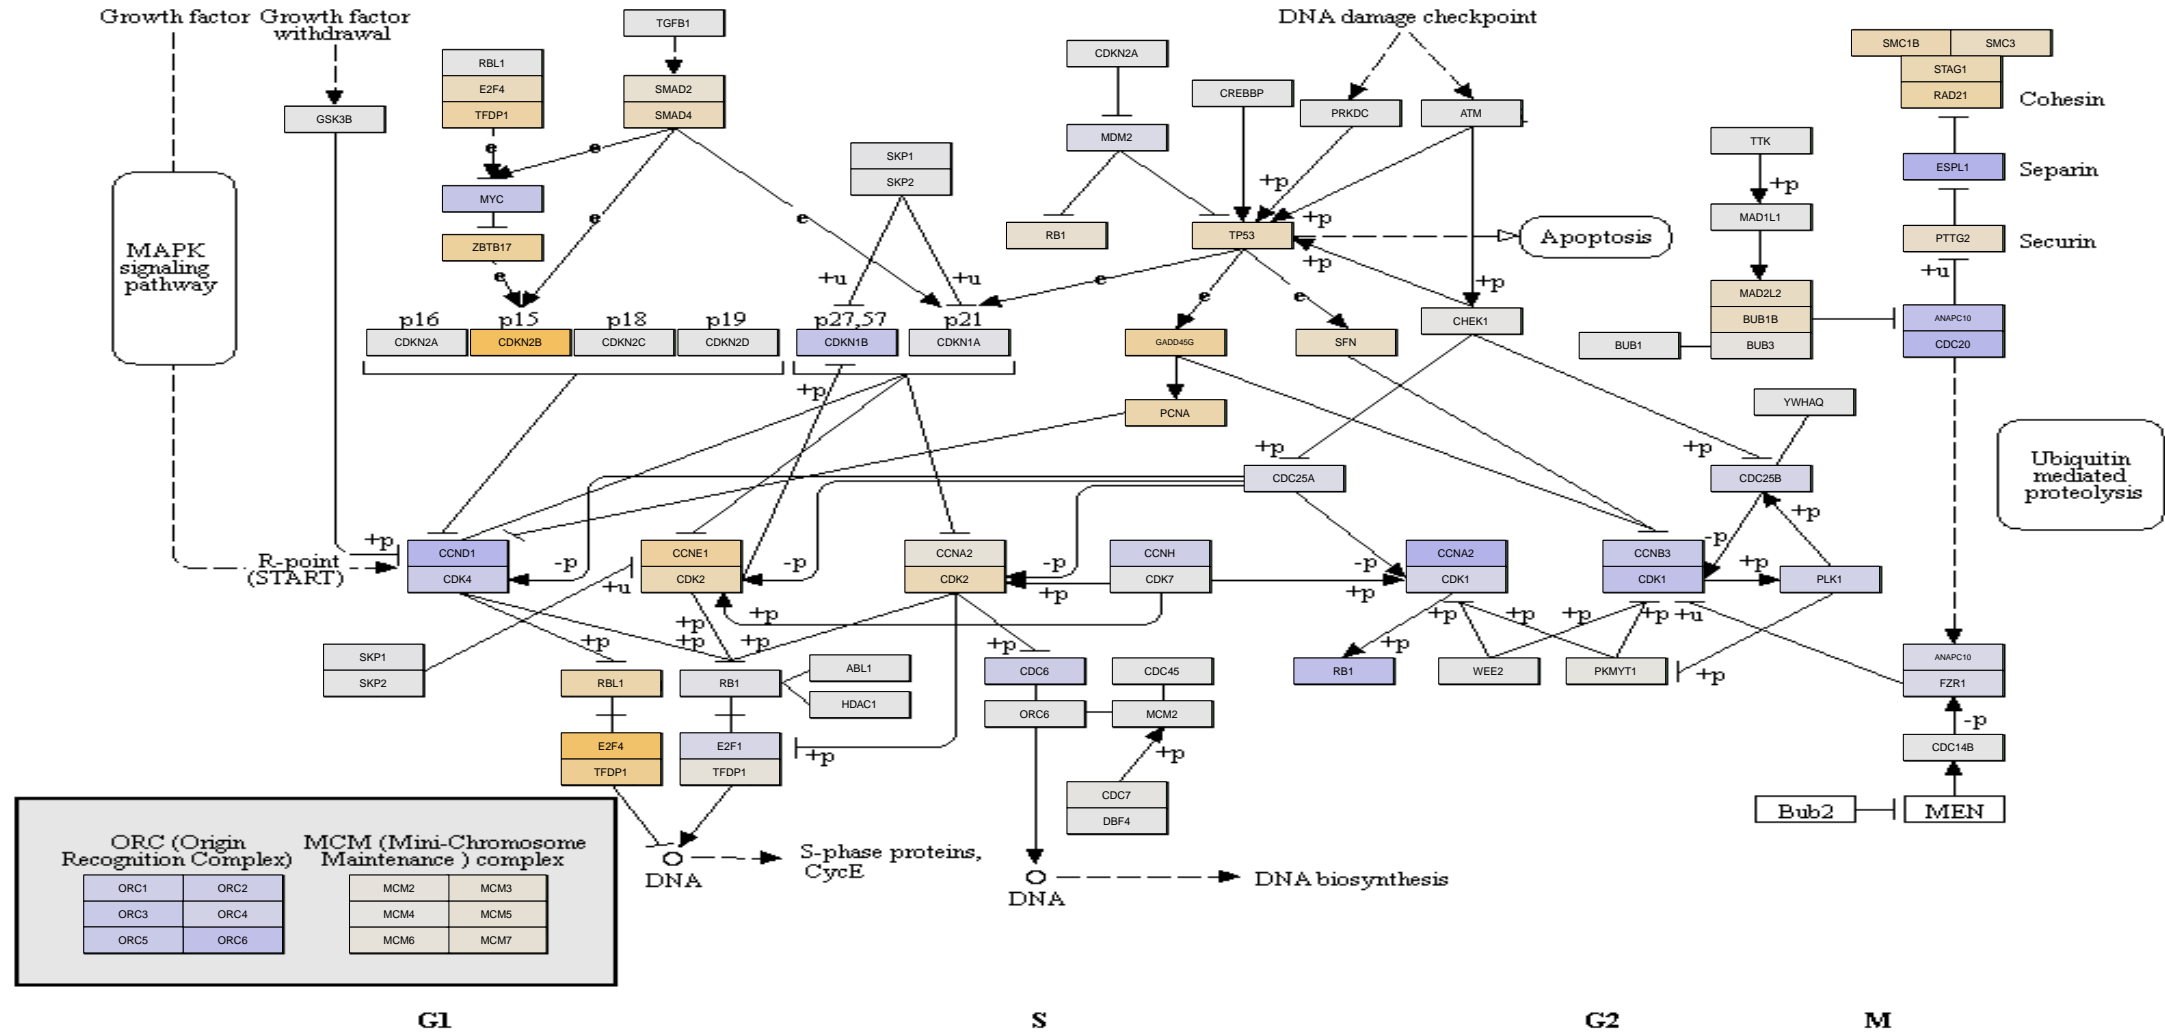 Growth factor
Growth factor
withdrawal
TGFB1
DNA damage checkpoint
RBL1
E2F4
TFDP1
SMAD2
SMAD4
CDKN2A
CREBBP
PRKDC
ATM
SMC1B
SMC3
STAG1
RAD21
Cohesin
GSK3B
MDM2
TTK
e
e
SKP1
SKP2
+p
+p
ESPL1
Separin
MYC
MAD1L1
e
e
RB1
TP53
+p
Apoptosis
PTTG2
Securin
ZBTB17
MAPK
signaling
pathway
e
+u
+u
e
+p
+u
+p
e
e
MAD2L2
BUB1B
BUB3
BUB1
p16
p15
p18
p19
p27,57
p21
CDKN2A
CDKN2B
CDKN2C
CDKN2D
CDKN1B
CDKN1A
GADD45G
SFN
CHEK1
ANAPC10
CDC20
+p
PCNA
YWHAQ
+p
+p
CDC25A
CDC25B
Ubiquitin
mediated
proteolysis
+p
+p
R-point
(START)
CCND1
CDK4
-p
CCNE1
CDK2
-p
CCNA2
CDK2
-p
CCNH
CDK7
-p
CCNA2
CDK1
CCNB3
CDK1
-p
+p
PLK1
+u
+p
+p
+p
+p
+p
+p
+p
+p
+p
+p
+p
+u
+p
SKP1
SKP2
RBL1
RB1
ABL1
HDAC1
CDC6
CDC45
RB1
WEE2
PKMYT1
+p
ANAPC10
FZR1
ORC6
MCM2
-p
E2F4
TFDP1
E2F1
TFDP1
+p
+p
CDC14B
CDC7
DBF4
Bub2
MEN
ORC (Origin
Recognition Complex)
MCM (Mini-Chromosome
Maintenance ) complex
DNA
S-phase proteins,
CycE
DNA
DNA biosynthesis
ORC1
ORC2
ORC3
ORC4
ORC5
ORC6
MCM2
MCM3
MCM4
MCM5
MCM6
MCM7
G1
S
G2
M